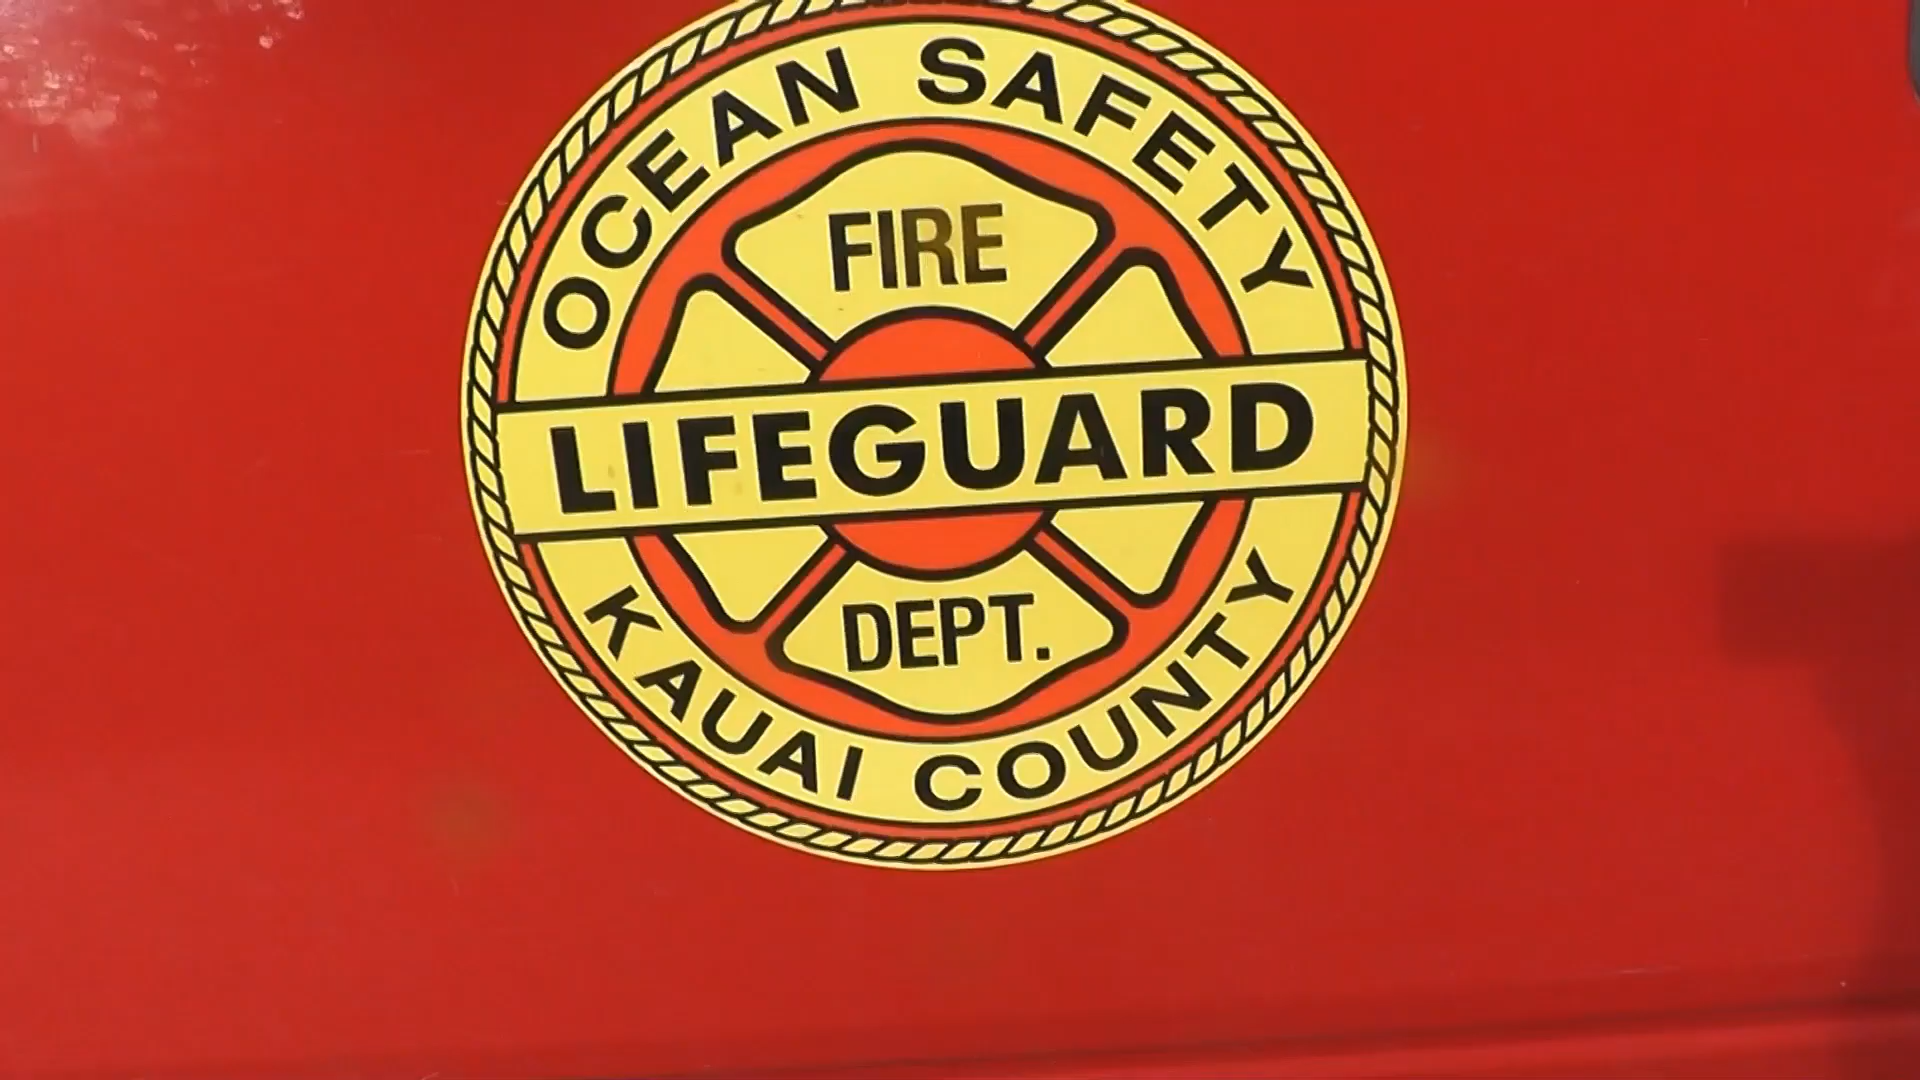 OCEAN SAFETY
FIRE
LIFEGUARD
DEPT.
KAUAI COUNTY